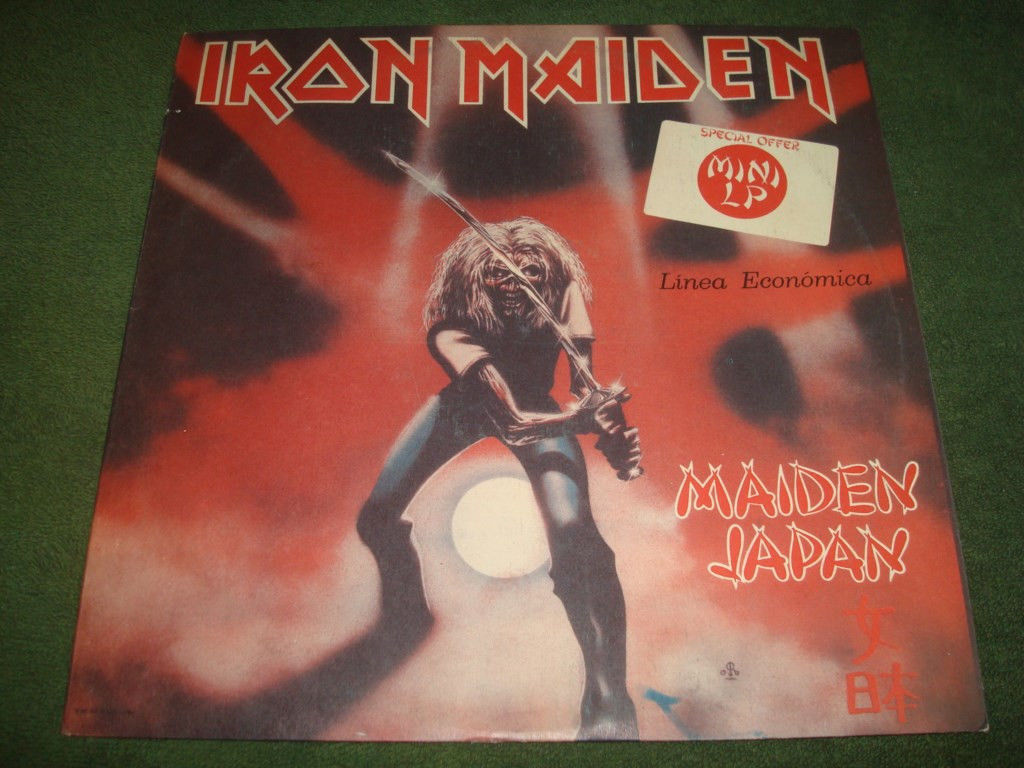 IRON MAIDEN
SPECIAL OFFER
MINI
LP
Línea Económica
MAIDEN
JAPAN
女
日本